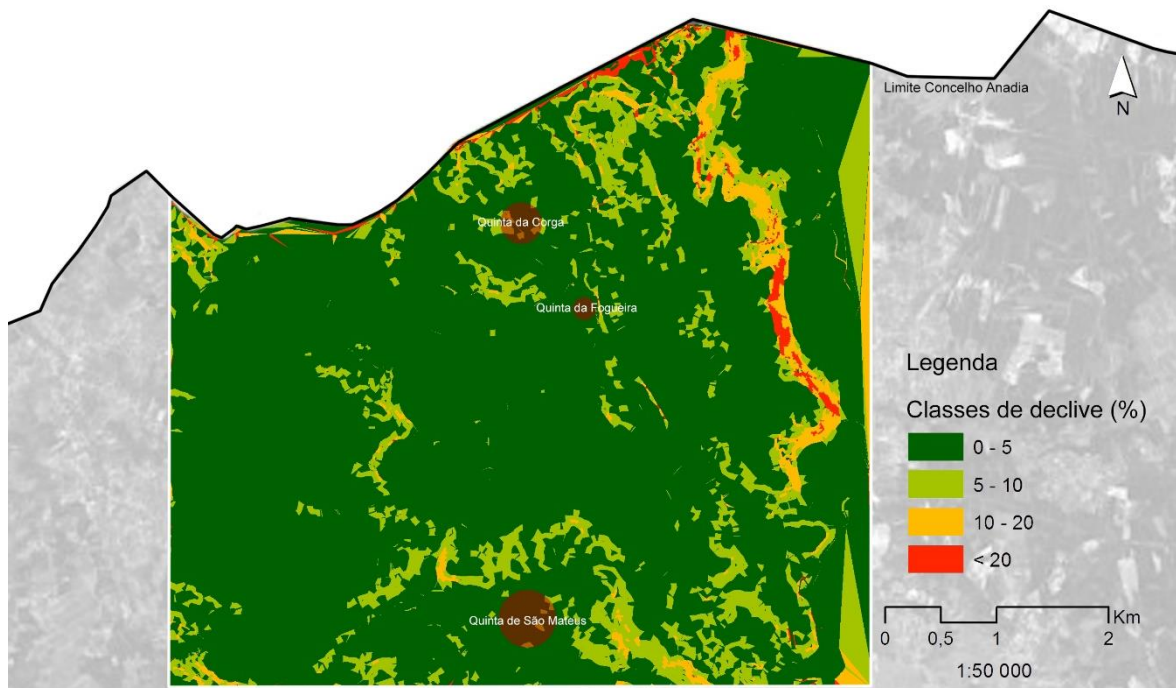 Limite Concelho Anadia
N
Quinta da Corga
Quinta da Fogueira
Quinta de São Mateus
Legenda
Classes de declive (%)
0 - 5
5 - 10
10 - 20
< 20
Km
0 0,5 1 2
1:50 000